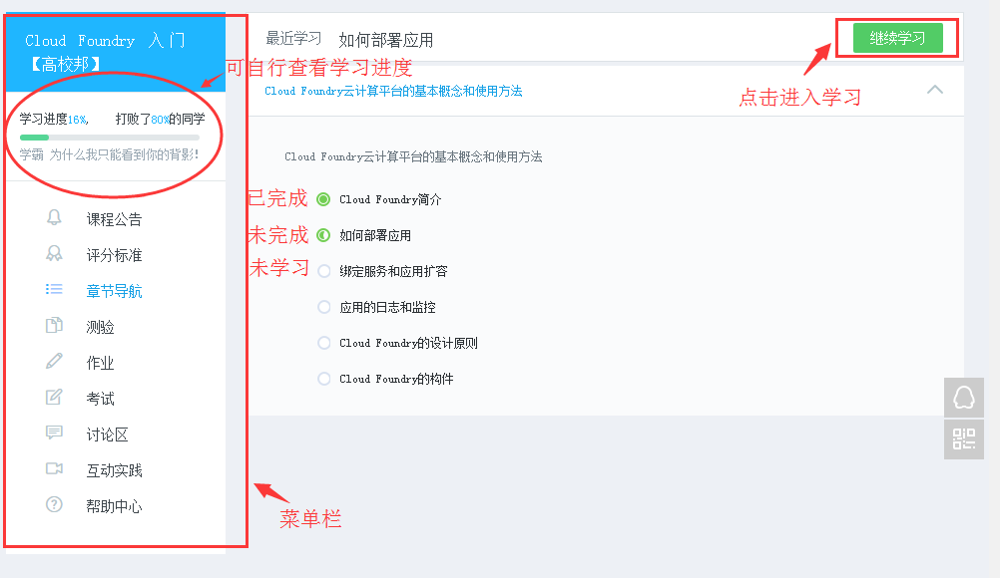 Cloud Foundry 入门
【高校邦】
可自行查看学习进度
学习进度16%, 打败了80%的同学
学霸 为什么我只能看到你的背影!
课程公告
评分标准
章节导航
测验
作业
考试
讨论区
互动实践
帮助中心
菜单栏
最近学习 如何部署应用
继续学习
点击进入学习
Cloud Foundry云计算平台的基本概念和使用方法
Cloud Foundry云计算平台的基本概念和使用方法
已完成 Cloud Foundry简介
未完成 如何部署应用
未学习 绑定服务和应用扩容
应用的日志和监控
Cloud Foundry的设计原则
Cloud Foundry的构件